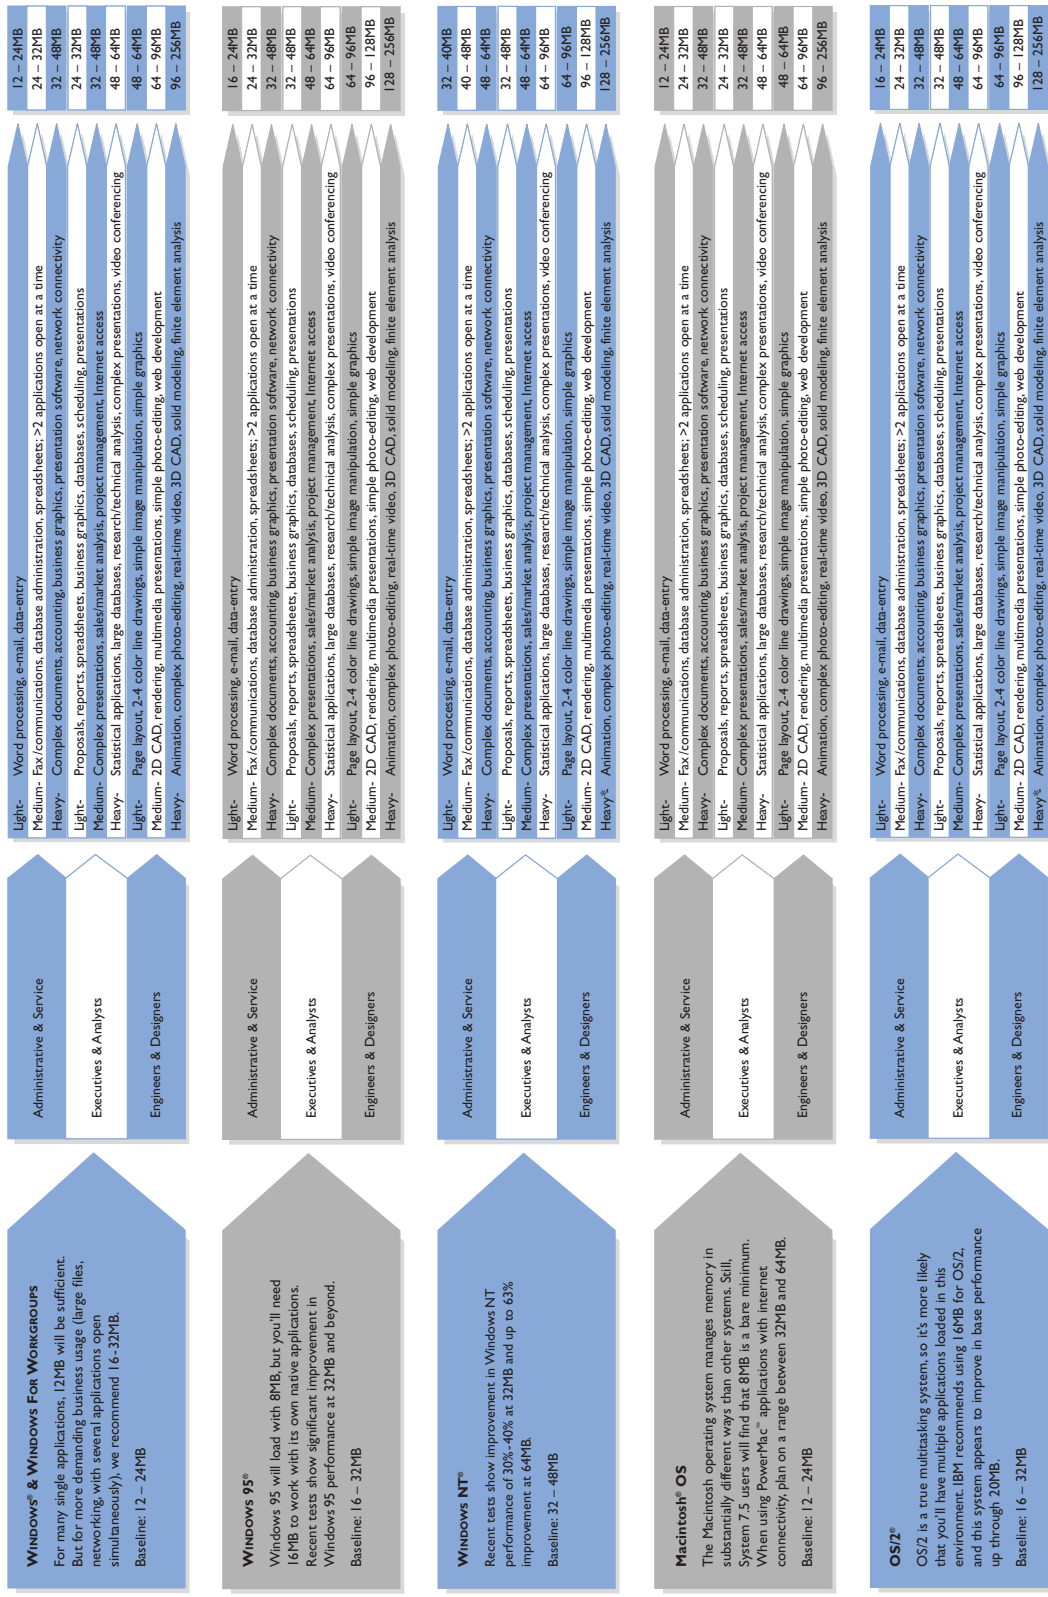 WINDOWS® & WINDOWS FOR WORKGROUPS
For many single applications, 12MB will be sufficient.
But for more demanding business usage (large files,
networking, with several applications open
simultaneously), we recommend 16-32MB.
Baseline: 12 – 24MB
Administrative & Service
Executives & Analysts
Engineers & Designers
Light- Word processing, e-mail, data-entry
Medium- Fax /communications, database administration, spreadsheets; >2 applications open at a time
Heavy- Complex documents, accounting, business graphics, presentation software, network connectivity
Light- Proposals, reports, spreadsheets, business graphics, databases, scheduling, presentations
Medium- Complex presentations, sales/market analysis, project management, Internet access
Heavy- Statistical applications, large databases, research/technical analysis, complex presentations, video conferencing
Light- Page layout, 2-4 color line drawings, simple image manipulation, simple graphics
Medium- 2D CAD, rendering, multimedia presentations, simple photo-editing, web development
Heavy- Animation, complex photo-editing, real-time video, 3D CAD, solid modeling, finite element analysis
12 – 24MB
24 – 32MB
32 – 48MB
24 – 32MB
32 – 48MB
48 – 64MB
48 – 64MB
64 – 96MB
96 – 256MB
WINDOWS 95®
Windows 95 will load with 8MB, but you'll need
16MB to work with its own native applications.
Recent tests show significant improvement in
Windows 95 performance at 32MB and beyond.
Baseline: 16 – 32MB
Administrative & Service
Executives & Analysts
Engineers & Designers
Light- Word processing, e-mail, data-entry
Medium- Fax /communications, database administration, spreadsheets; >2 applications open at a time
Heavy- Complex documents, accounting, business graphics, presentation software, network connectivity
Light- Proposals, reports, spreadsheets, business graphics, databases, scheduling, presentations
Medium- Complex presentations, sales/market analysis, project management, Internet access
Heavy- Statistical applications, large databases, research/technical analysis, complex presentations, video conferencing
Light- Page layout, 2-4 color line drawings, simple image manipulation, simple graphics
Medium- 2D CAD, rendering, multimedia presentations, simple photo-editing, web development
Heavy- Animation, complex photo-editing, real-time video, 3D CAD, solid modeling, finite element analysis
16 – 24MB
24 – 32MB
32 – 48MB
32 – 48MB
48 – 64MB
64 – 96MB
64 – 96MB
96 – 128MB
128 – 256MB
WINDOWS NT®
Recent tests show improvement in Windows NT
performance of 30%-40% at 32MB and up to 63%
improvement at 64MB.
Baseline: 32 – 48MB
Administrative & Service
Executives & Analysts
Engineers & Designers
Light- Word processing, e-mail, data-entry
Medium- Fax /communications, database administration, spreadsheets; >2 applications open at a time
Heavy- Complex documents, accounting, business graphics, presentation software, network connectivity
Light- Proposals, reports, spreadsheets, business graphics, databases, scheduling, presentations
Medium- Complex presentations, sales/market analysis, project management, Internet access
Heavy- Statistical applications, large databases, research/technical analysis, complex presentations, video conferencing
Light- Page layout, 2-4 color line drawings, simple image manipulation, simple graphics
Medium- 2D CAD, rendering, multimedia presentations, simple photo-editing, web development
Heavy- Animation, complex photo-editing, real-time video, 3D CAD, solid modeling, finite element analysis
32 – 40MB
40 – 48MB
48 – 64MB
32 – 48MB
48 – 64MB
64 – 96MB
64 – 96MB
96 – 128MB
128 – 256MB
Macintosh® OS
The Macintosh operating system manages memory in
substantially different ways than other systems. Still,
System 7.5 users will find that 8MB is a bare minimum.
When using PowerMac™ applications with internet
connectivity, plan on a range between 32MB and 64MB.
Baseline: 12 – 24MB
Administrative & Service
Executives & Analysts
Engineers & Designers
Light- Word processing, e-mail, data-entry
Medium- Fax /communications, database administration, spreadsheets; >2 applications open at a time
Heavy- Complex documents, accounting, business graphics, presentation software, network connectivity
Light- Proposals, reports, spreadsheets, business graphics, databases, scheduling, presentations
Medium- Complex presentations, sales/market analysis, project management, Internet access
Heavy- Statistical applications, large databases, research/technical analysis, complex presentations, video conferencing
Light- Page layout, 2-4 color line drawings, simple image manipulation, simple graphics
Medium- 2D CAD, rendering, multimedia presentations, simple photo-editing, web development
Heavy- Animation, complex photo-editing, real-time video, 3D CAD, solid modeling, finite element analysis
12 – 24MB
24 – 32MB
32 – 48MB
24 – 32MB
32 – 48MB
48 – 64MB
48 – 64MB
64 – 96MB
96 – 256MB
OS/2®
OS/2 is a true multitasking system, so it's more likely
that you'll have multiple applications loaded in this
environment. IBM recommends using 16MB for OS/2,
and this system appears to improve in base performance
up through 20MB.
Baseline: 16 – 32MB
Administrative & Service
Executives & Analysts
Engineers & Designers
Light- Word processing, e-mail, data-entry
Medium- Fax /communications, database administration, spreadsheets; >2 applications open at a time
Heavy- Complex documents, accounting, business graphics, presentation software, network connectivity
Light- Proposals, reports, spreadsheets, business graphics, databases, scheduling, presentations
Medium- Complex presentations, sales/market analysis, project management, Internet access
Heavy- Statistical applications, large databases, research/technical analysis, complex presentations, video conferencing
Light- Page layout, 2-4 color line drawings, simple image manipulation, simple graphics
Medium- 2D CAD, rendering, multimedia presentations, simple photo-editing, web development
Heavy- Animation, complex photo-editing, real-time video, 3D CAD, solid modeling, finite element analysis
16 – 24MB
24 – 32MB
32 – 48MB
32 – 48MB
48 – 64MB
64 – 96MB
64 – 96MB
96 – 128MB
128 – 256MB